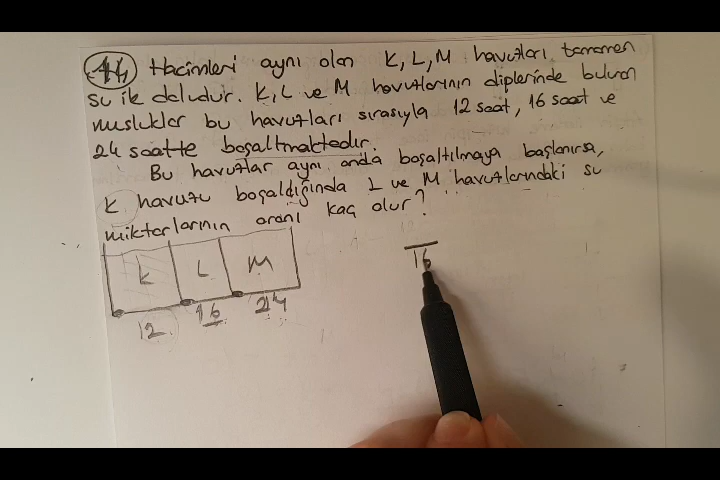 14, Hacimleri aynı olan K, L, M havuzları tamamen
su ile doludur. K, L ve M havuzlarının diplerinde bulunan
musluklar bu havuzları sırasıyla 12 saat, 16 saat ve
24 saatte boşaltmaktadır.
Bu havuzlar aynı anda boşaltılmaya başlanırsa,
K havuzu boşaldığında L ve M havuzlarındaki su
miktarlarının oranı kaç olur?
K L M
12 16 24
16